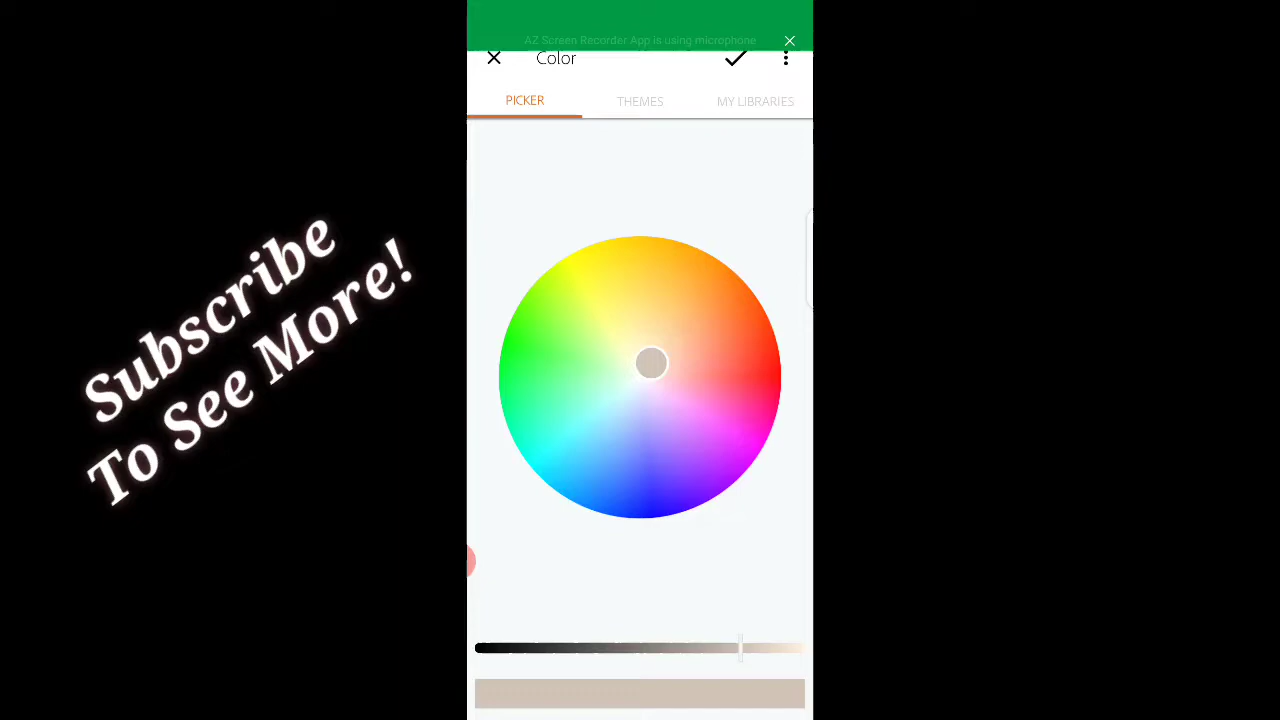 AZ Screen Recorder App is using microphone
Color
PICKER THEMES MY LIBRARIES
Subscribe
To See More!